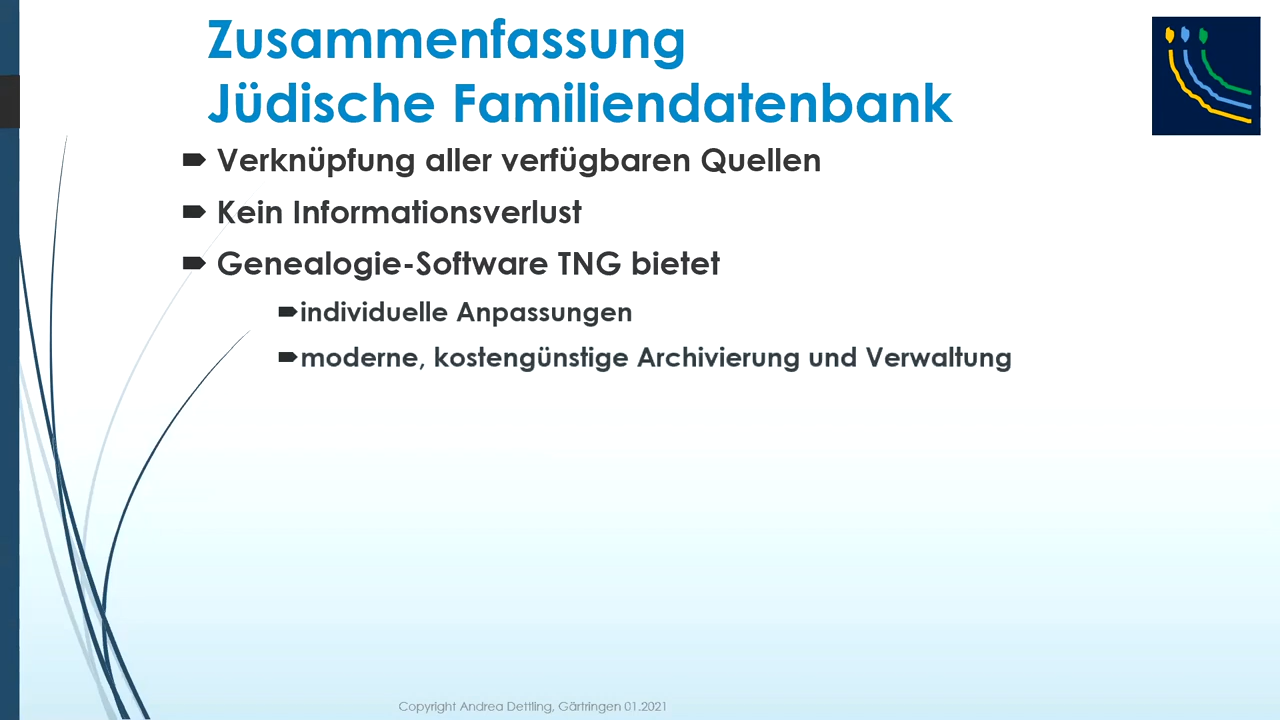 Zusammenfassung
Jüdische Familiendatenbank
Verknüpfung aller verfügbaren Quellen
Kein Informationsverlust
Genealogie-Software TNG bietet
individuelle Anpassungen
moderne, kostengünstige Archivierung und Verwaltung
Copyright Andrea Dettling, Gärtringen 01.2021